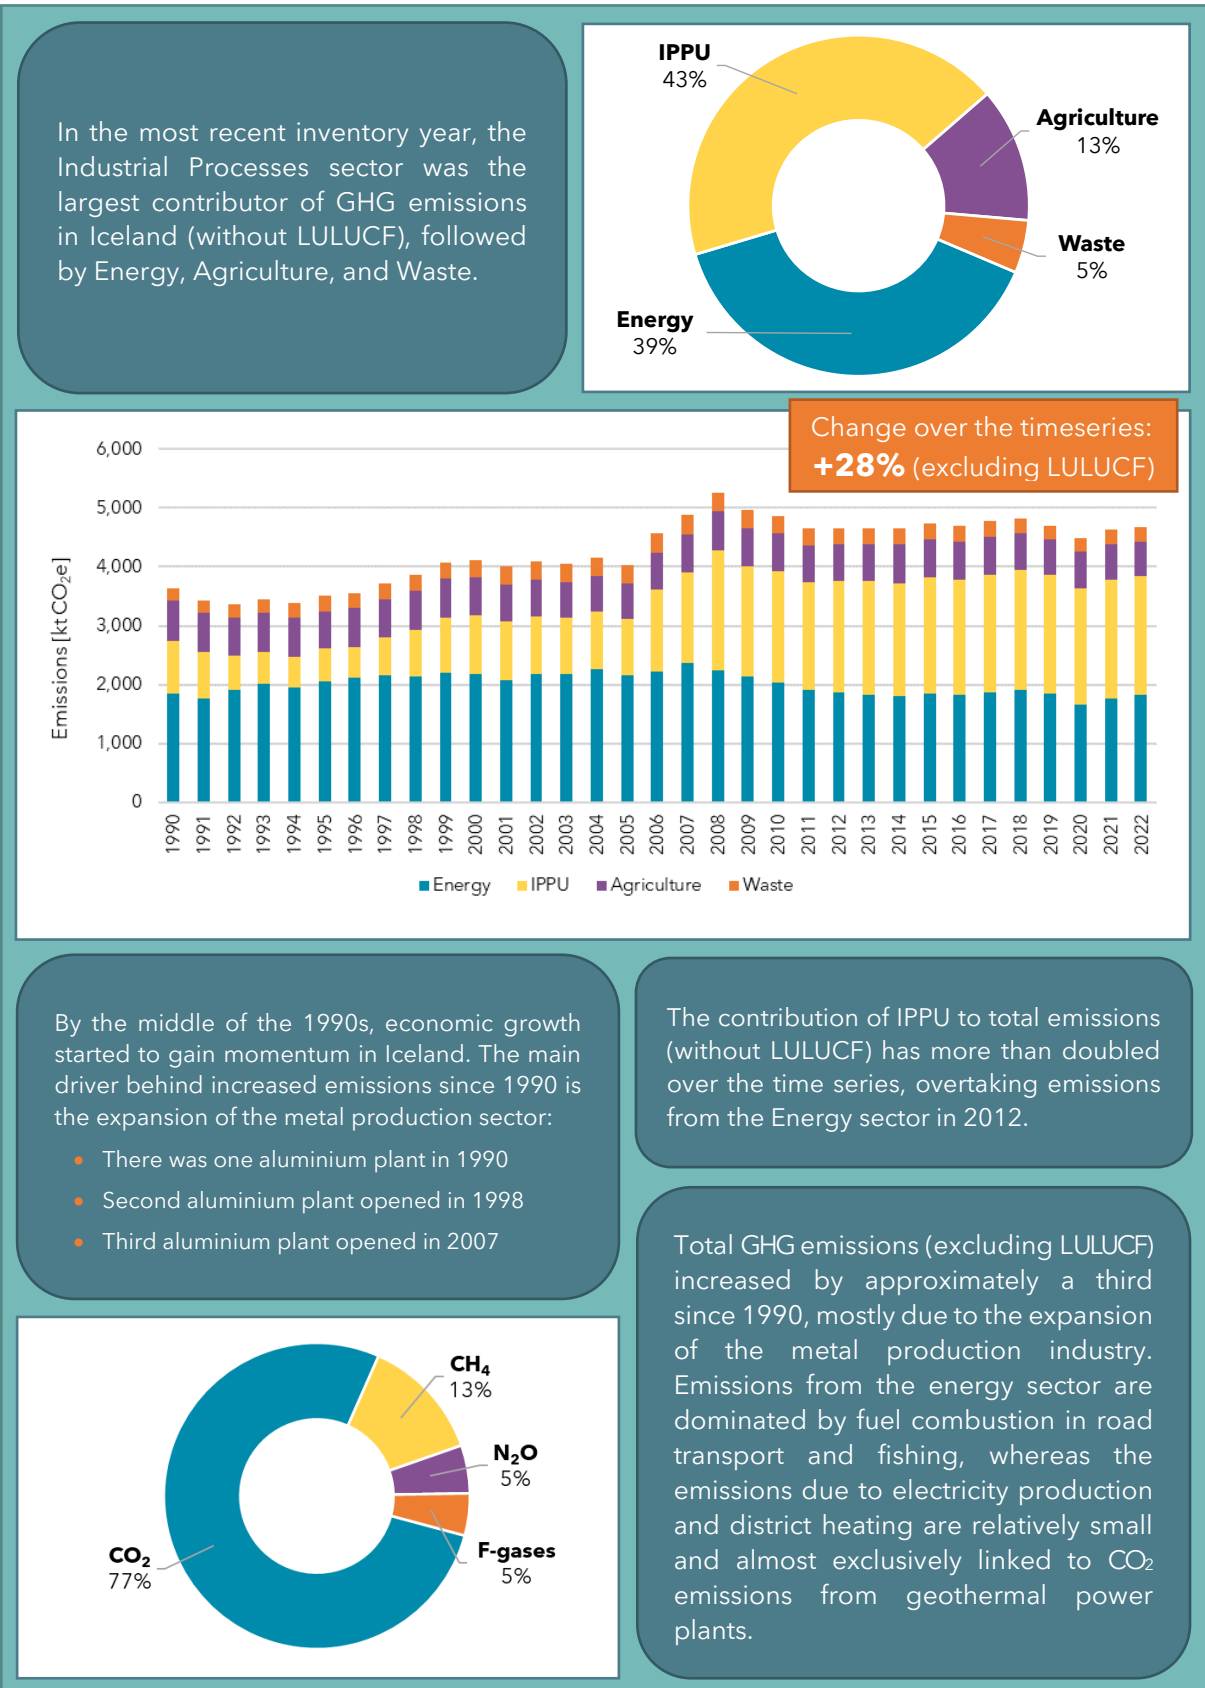 In the most recent inventory year, the
Industrial Processes sector was the
largest contributor of GHG emissions
in Iceland (without LULUCF), followed
by Energy, Agriculture, and Waste.
IPPU
43%
Agriculture
13%
Waste
5%
Energy
39%
Change over the timeseries:
+28% (excluding LULUCF)
Emissions [kt CO₂e]
6,000
5,000
4,000
3,000
2,000
1,000
0
1990
1991
1992
1993
1994
1995
1996
1997
1998
1999
2000
2001
2002
2003
2004
2005
2006
2007
2008
2009
2010
2011
2012
2013
2014
2015
2016
2017
2018
2019
2020
2021
2022
Energy IPPU Agriculture Waste
By the middle of the 1990s, economic growth
started to gain momentum in Iceland. The main
driver behind increased emissions since 1990 is
the expansion of the metal production sector:
• There was one aluminium plant in 1990
• Second aluminium plant opened in 1998
• Third aluminium plant opened in 2007
The contribution of IPPU to total emissions
(without LULUCF) has more than doubled
over the time series, overtaking emissions
from the Energy sector in 2012.
Total GHG emissions (excluding LULUCF)
increased by approximately a third
since 1990, mostly due to the expansion
of the metal production industry.
Emissions from the energy sector are
dominated by fuel combustion in road
transport and fishing, whereas the
emissions due to electricity production
and district heating are relatively small
and almost exclusively linked to CO₂
emissions from geothermal power
plants.
CH₄
13%
N₂O
5%
F-gases
5%
CO₂
77%